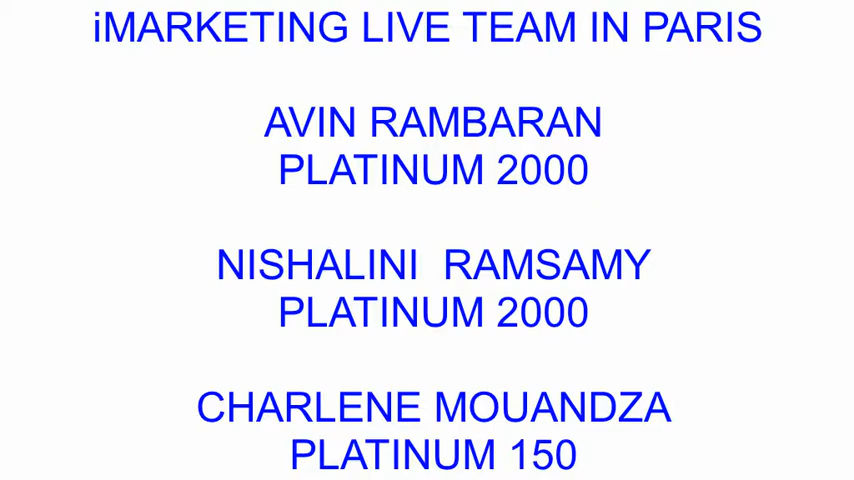 iMARKETING LIVE TEAM IN PARIS
AVIN RAMBARAN
PLATINUM 2000
NISHALINI  RAMSAMY
PLATINUM 2000
CHARLENE MOUANDZA
PLATINUM 150